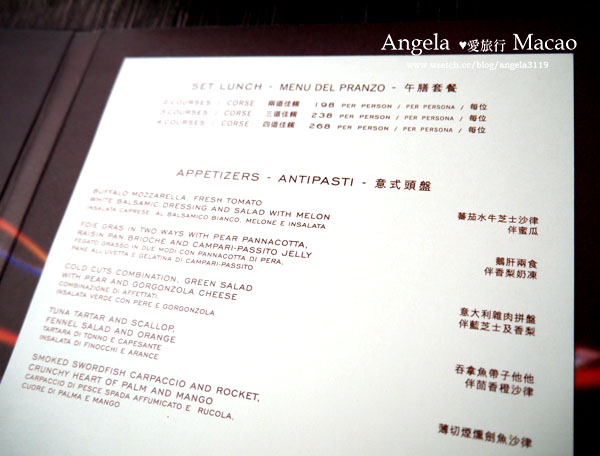 Angela ♥愛旅行 Macao
www.wretch.cc/blog/angela3119
SET LUNCH - MENU DEL PRANZO - 午膳套餐
2 COURSES / CORSE 兩道佳餚 198 PER PERSON / PER PERSONA / 每位
3 COURSES / CORSE 三道佳餚 238 PER PERSON / PER PERSONA / 每位
4 COURSES / CORSE 四道佳餚 268 PER PERSON / PER PERSONA / 每位
APPETIZERS - ANTIPASTI - 意式頭盤
BUFFALO MOZZARELLA, FRESH TOMATO
WHITE BALSAMIC DRESSING AND SALAD WITH MELON
INSALATA CAPRESE, AL BALSAMICO BIANCO, MELONE E INSALATA
蕃茄水牛芝士沙律
伴蜜瓜
FOIE GRAS IN TWO WAYS WITH PEAR PANNACOTTA,
RAISIN PAN BRIOCHE AND CAMPARI-PASSITO JELLY
FEGATO GRASSO IN DUE MODI CON PANNACOTTA DI PERA,
PANE ALL'UVETTA E GELATINA DI CAMPARI-PASSITO
鵝肝兩食
伴香梨奶凍
COLD CUTS COMBINATION, GREEN SALAD
WITH PEAR AND GORGONZOLA CHEESE
COMBINAZIONE DI AFFETTATI
INSALATA VERDE CON PERE E GORGONZOLA
意大利雜肉拼盤
伴藍芝士及香梨
TUNA TARTAR AND SCALLOP,
FENNEL SALAD AND ORANGE
TARTARA DI TONNO E CAPESANTE
INSALATA DI FINOCCHI E ARANCE
吞拿魚帶子他他
伴茴香橙沙律
SMOKED SWORDFISH CARPACCIO AND ROCKET,
CRUNCHY HEART OF PALM AND MANGO
CARPACCIO DI PESCE SPADA AFFUMICATO E RUCOLA,
CUORE DI PALMA E MANGO
薄切煙燻劍魚沙律